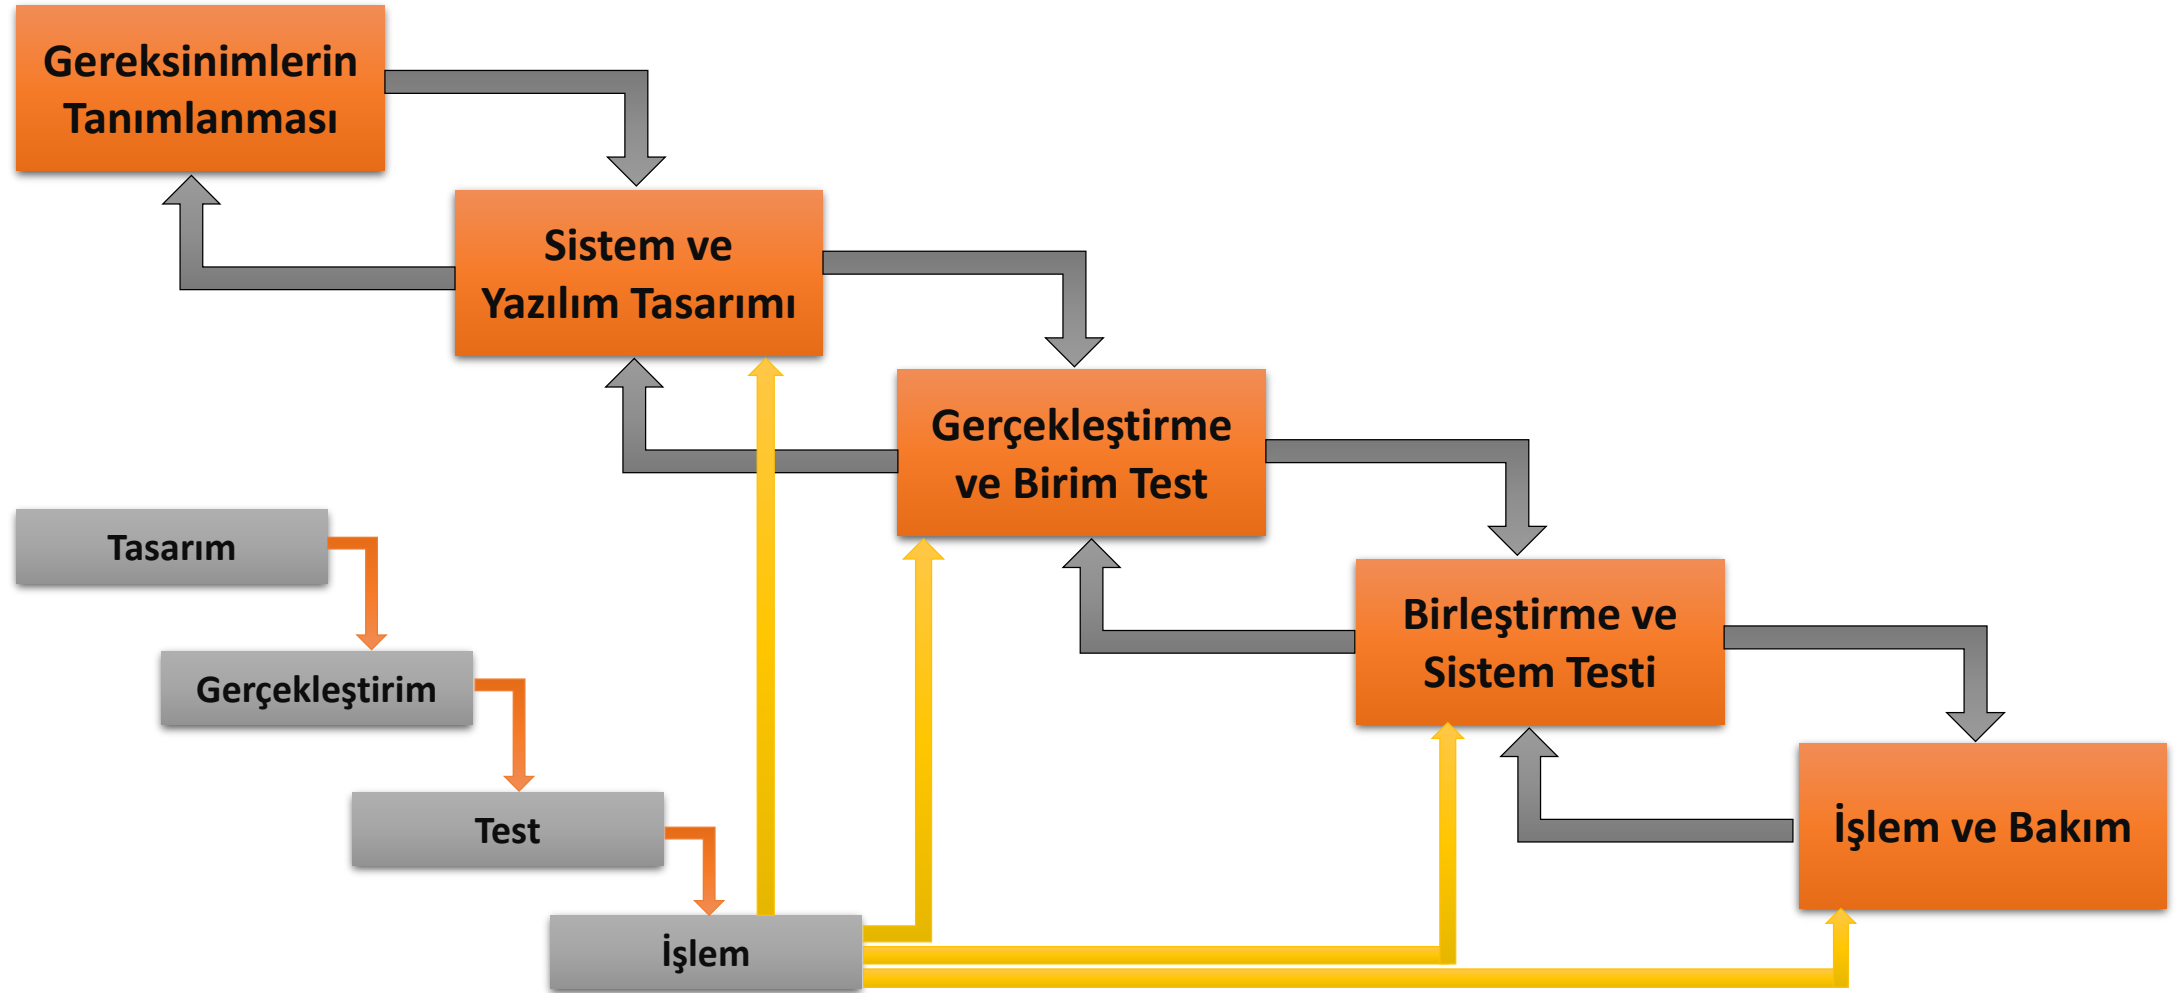 Gereksinimlerin
Tanımlanması
Sistem ve
Yazılım Tasarımı
Gerçekleştirme
ve Birim Test
Birleştirme ve
Sistem Testi
İşlem ve Bakım
Tasarım
Gerçekleştirim
Test
İşlem